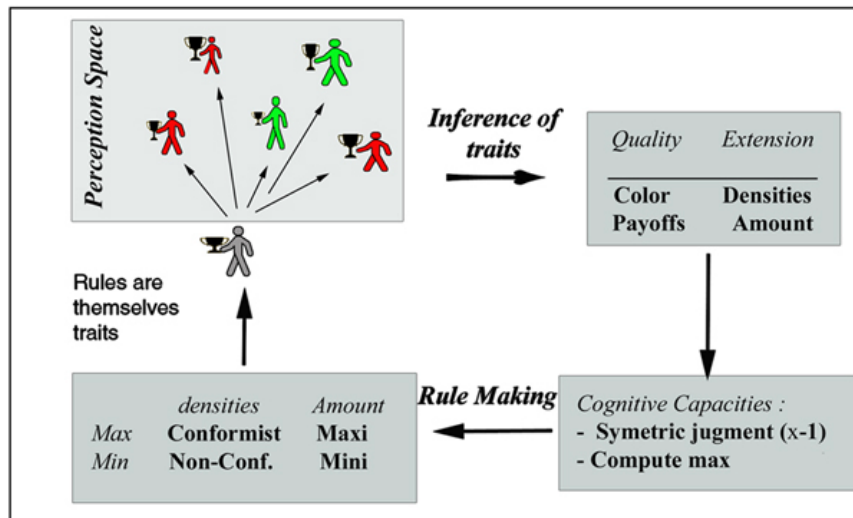 Perception Space
Inference of
traits
Quality Extension
Color Densities
Payoffs Amount
Rules are
themselves
traits
densities Amount
Max Conformist Maxi
Min Non-Conf. Mini
Rule Making
Cognitive Capacities :
- Symetric jugment (x-1)
- Compute max